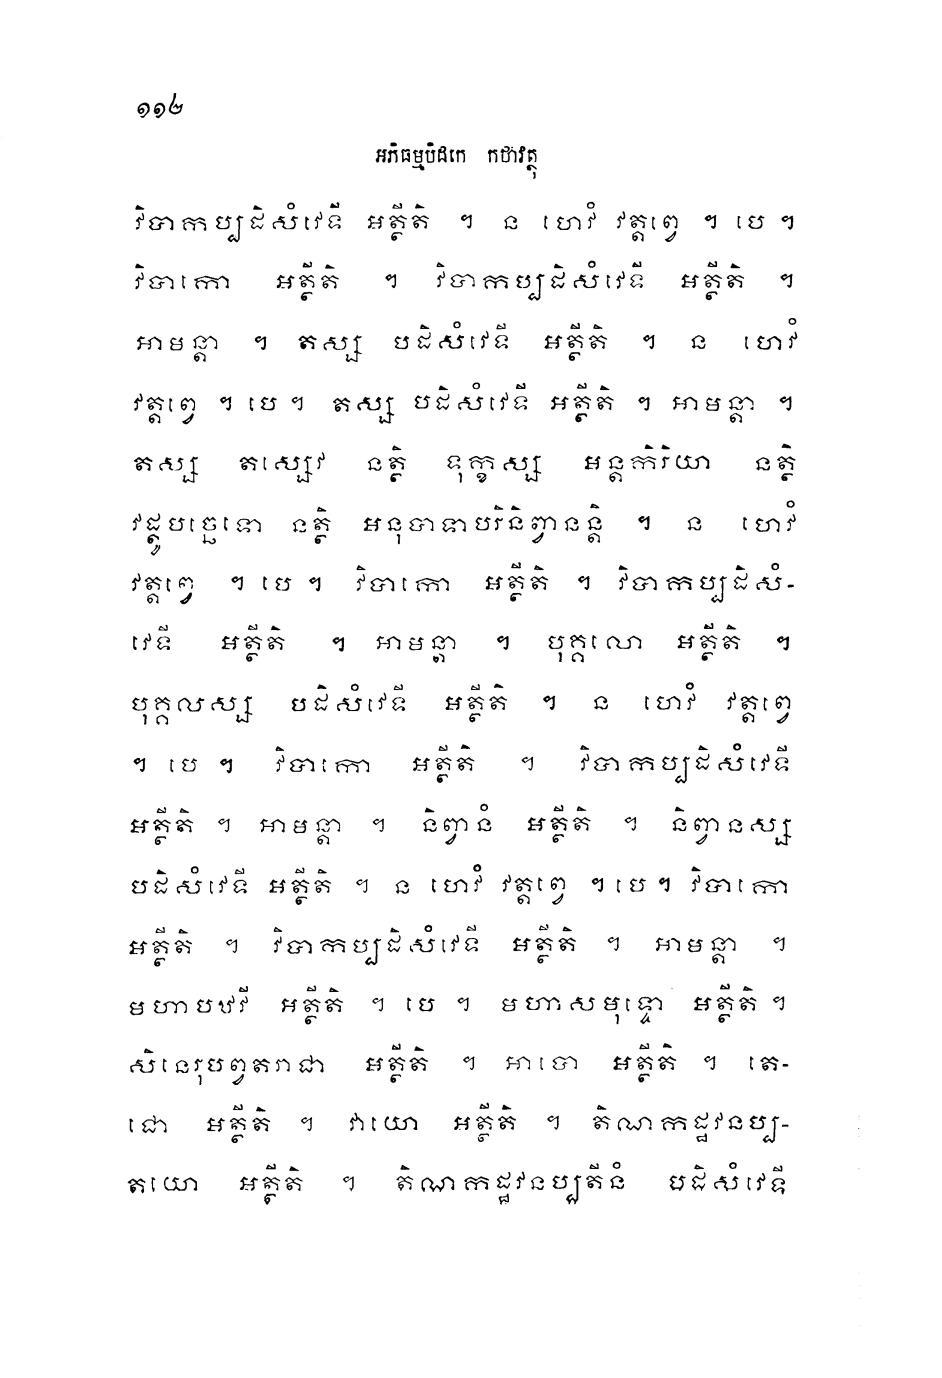 ១១២
អភិធម្មបិដកេ កថាវត្ថុ
វិបាកប្បដិសំវេទី អត្ថីតិ ។ ន ហេវំ វត្តព្វេ ។ បេ ។
វិបាកោ អត្ថីតិ ។ វិបាកប្បដិសំវេទី អត្ថីតិ ។
អាមន្តា ។ តស្ស បដិសំវេទី អត្ថីតិ ។ ន ហេវំ
វត្តព្វេ ។ បេ ។ តស្ស បដិសំវេទី អត្ថីតិ ។ អាមន្តា ។
តស្ស តស្សេវ នត្ថិ ទុក្ខស្ស អន្តកិរិយា នត្ថិ
វដ្ដូបច្ឆេទោ នត្ថិ អនុបាទាបរិនិព្វានន្តិ ។ ន ហេវំ
វត្តព្វេ ។ បេ ។ វិបាកោ អត្ថីតិ ។ វិបាកប្បដិសំ-
វេទី អត្ថីតិ ។ អាមន្តា ។ បុគ្គលោ អត្ថីតិ ។
បុគ្គលស្ស បដិសំវេទី អត្ថីតិ ។ ន ហេវំ វត្តព្វេ
។ បេ ។ វិបាកោ អត្ថីតិ ។ វិបាកប្បដិសំវេទី
អត្ថីតិ ។ អាមន្តា ។ និព្វានំ អត្ថីតិ ។ និព្វានស្ស
បដិសំវេទី អត្ថីតិ ។ ន ហេវំ វត្តព្វេ ។ បេ ។ វិបាកោ
អត្ថីតិ ។ វិបាកប្បដិសំវេទី អត្ថីតិ ។ អាមន្តា ។
មហាបឋវី អត្ថីតិ ។ បេ ។ មហាសមុទ្ទោ អត្ថីតិ ។
សិនេរុបព្វតរាជា អត្ថីតិ ។ អាបោ អត្ថីតិ ។ តេ-
ជោ អត្ថីតិ ។ វាយោ អត្ថីតិ ។ តិណកដ្ឋវនប្ប-
តយោ អត្ថីតិ ។ តិណកដ្ឋវនប្បតីនំ បដិសំវេទី